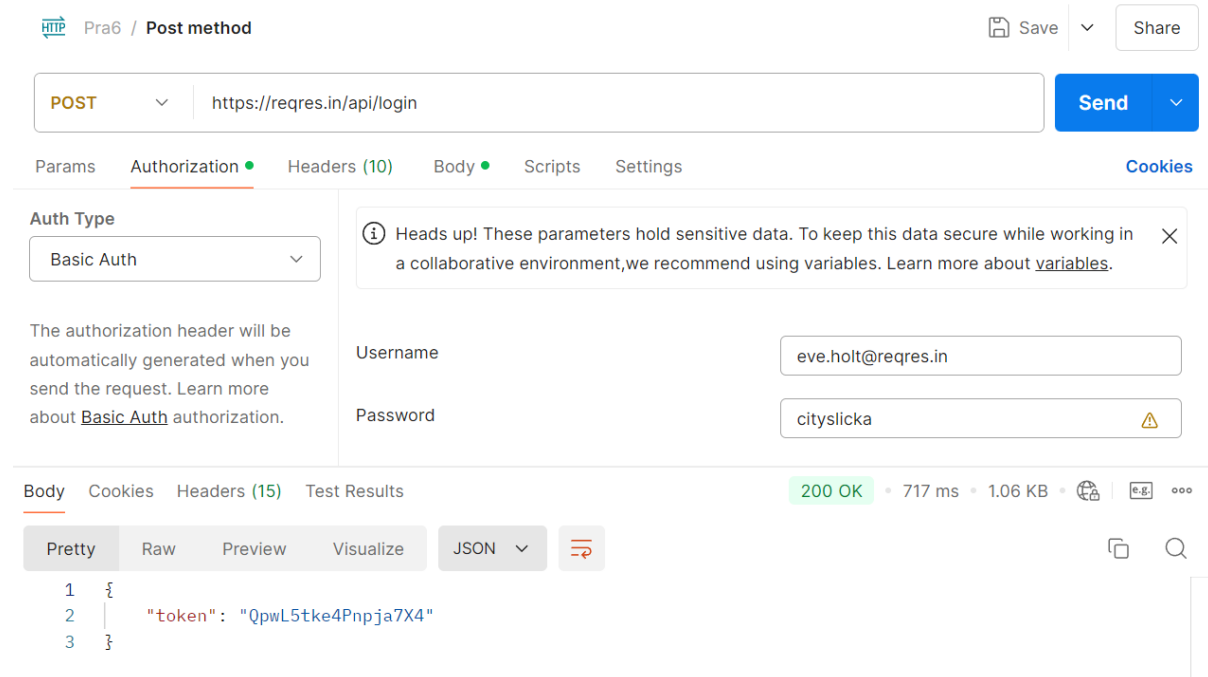 HTTP Pra6 / Post method Save Share
POST https://reqres.in/api/login Send
Params Authorization Headers (10) Body Scripts Settings Cookies
Auth Type
Basic Auth
Heads up! These parameters hold sensitive data. To keep this data secure while working in
a collaborative environment,we recommend using variables. Learn more about variables.
The authorization header will be
automatically generated when you
send the request. Learn more
about Basic Auth authorization.
Username eve.holt@reqres.in
Password cityslicka
Body Cookies Headers (15) Test Results 200 OK 717 ms 1.06 KB e.g.
Pretty Raw Preview Visualize JSON
1 {
2 "token": "QpwL5tke4Pnpja7X4"
3 }